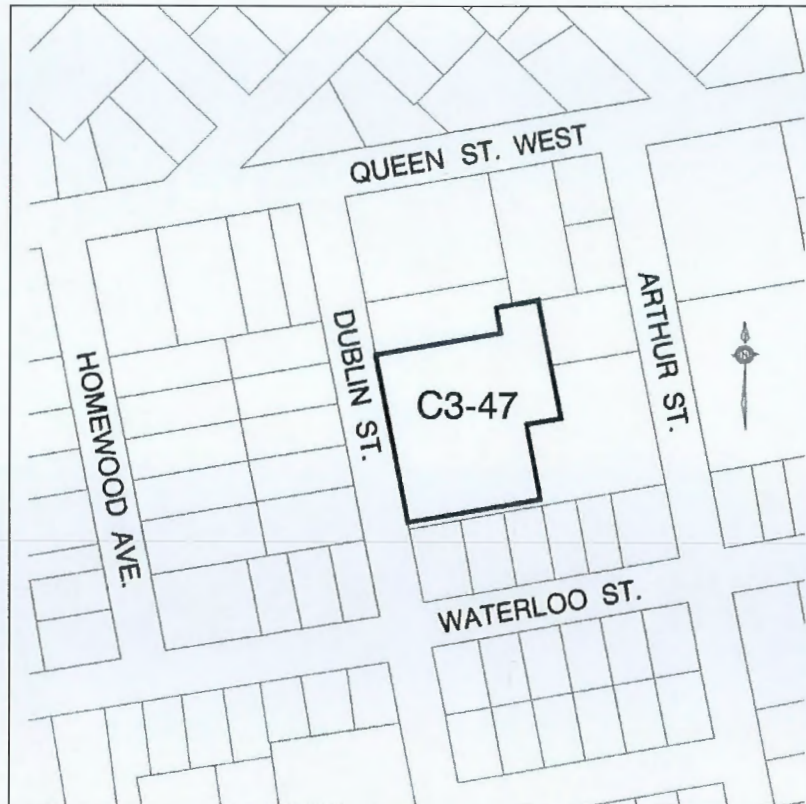 QUEEN ST. WEST
DUBLIN ST.
ARTHUR ST.
HOMEWOOD AVE.
C3-47
N
WATERLOO ST.